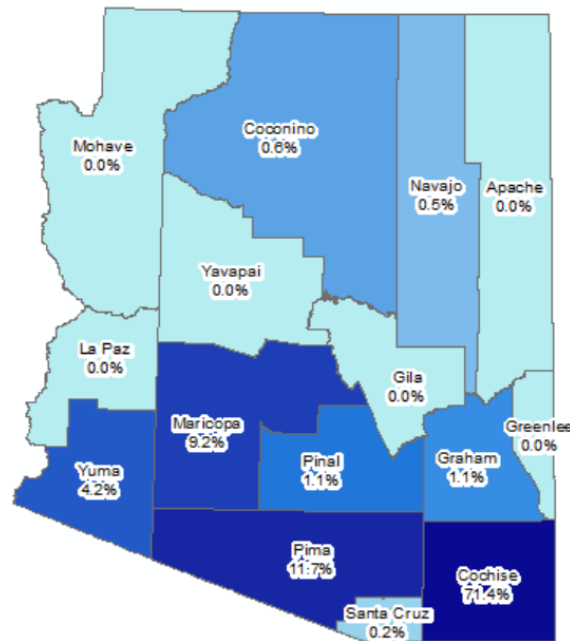 Coconino
0.6%
Mohave
0.0%
Navajo
0.5%
Apache
0.0%
Yavapai
0.0%
La Paz
0.0%
Gila
0.0%
Maricopa
9.2%
Greenlee
0.0%
Pinal
1.1%
Graham
1.1%
Yuma
4.2%
Pima
11.7%
Cochise
71.4%
Santa Cruz
0.2%